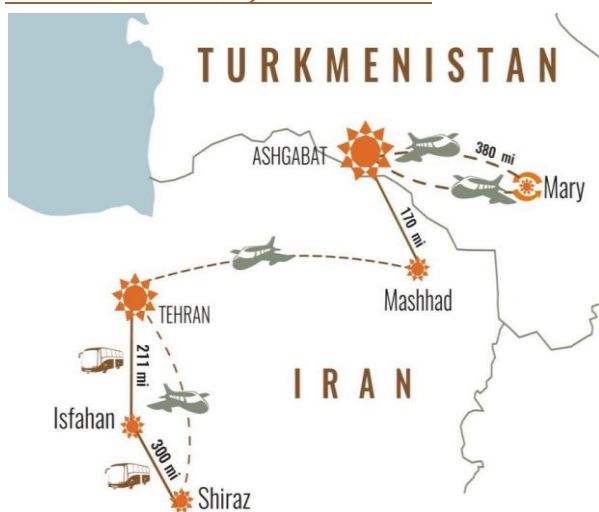 TURKMENISTAN
ASHGABAT
380 mi
Mary
170 mi
Mashhad
TEHRAN
211 mi
IRAN
Isfahan
300 mi
Shiraz